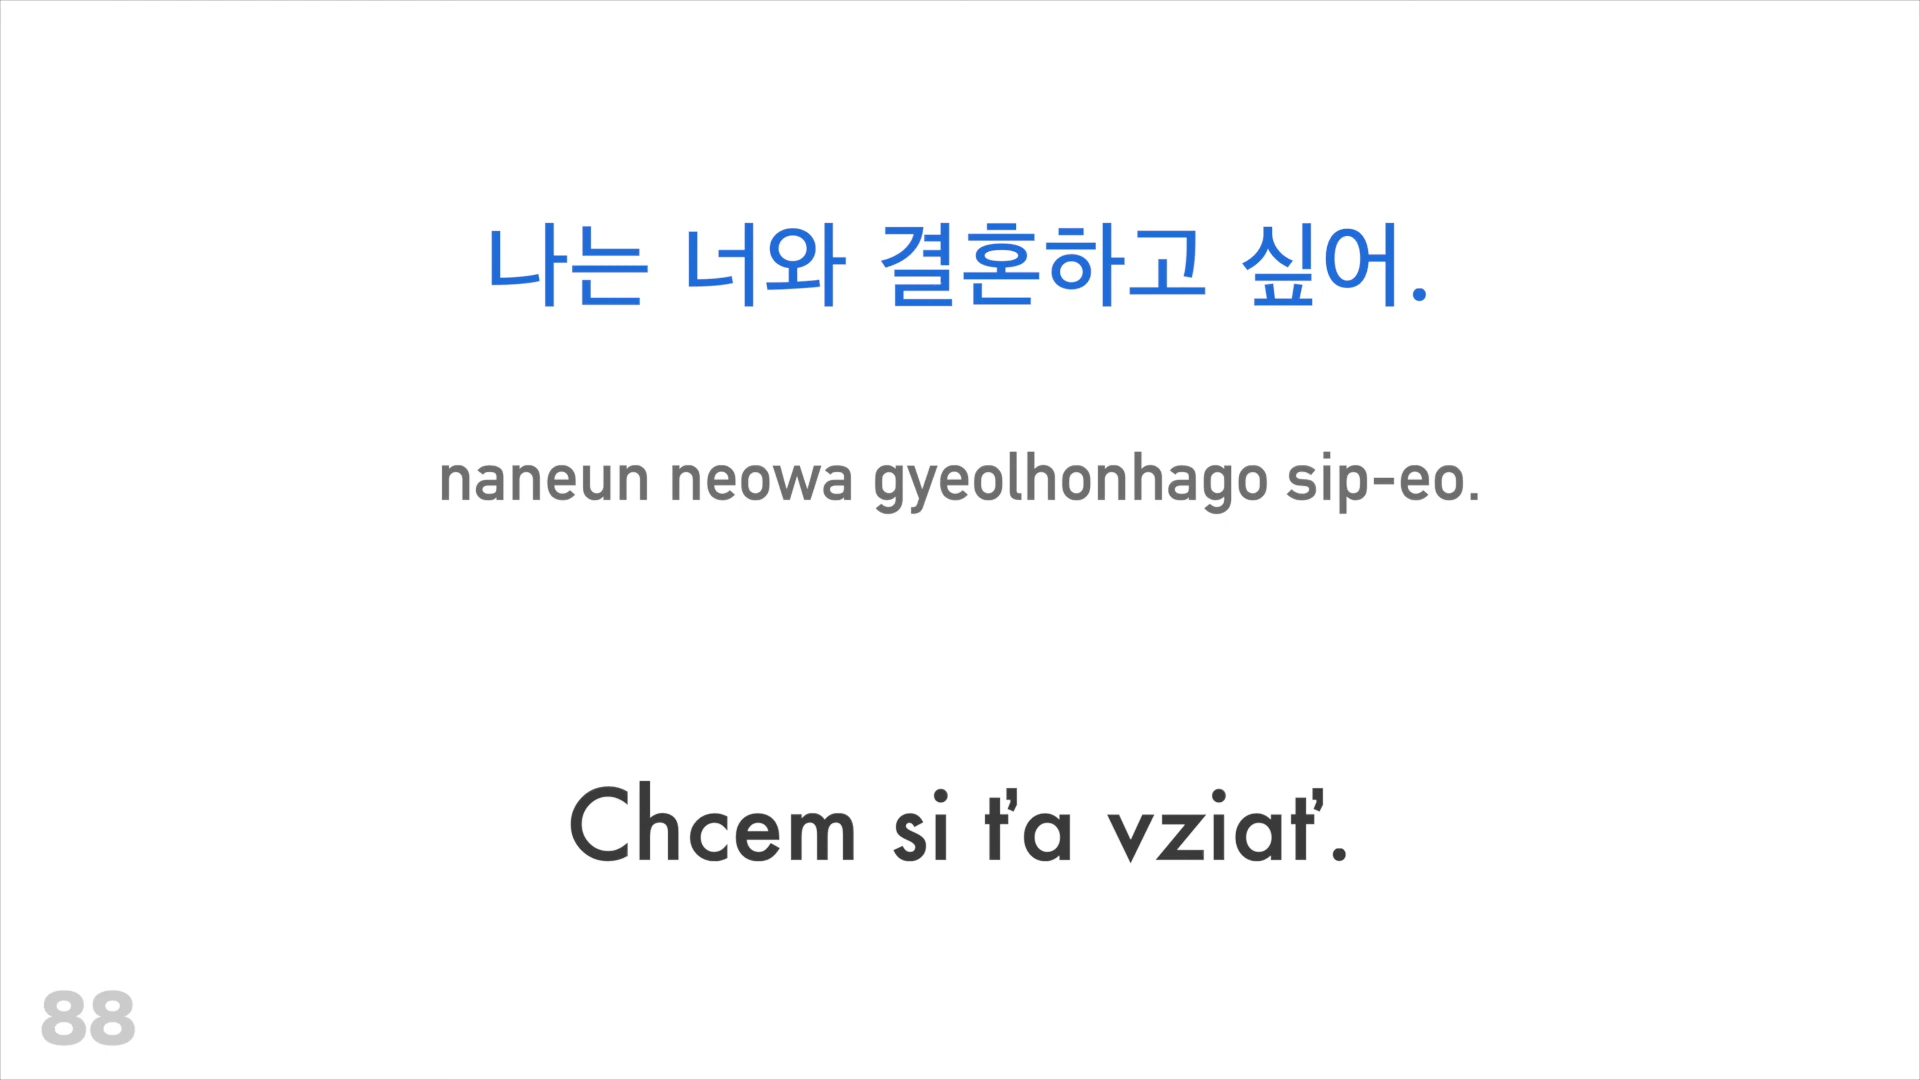 나는 너와 결혼하고 싶어.
naneun neowa gyeolhonhago sip-eo.
Chcem si ťa vziať.
88